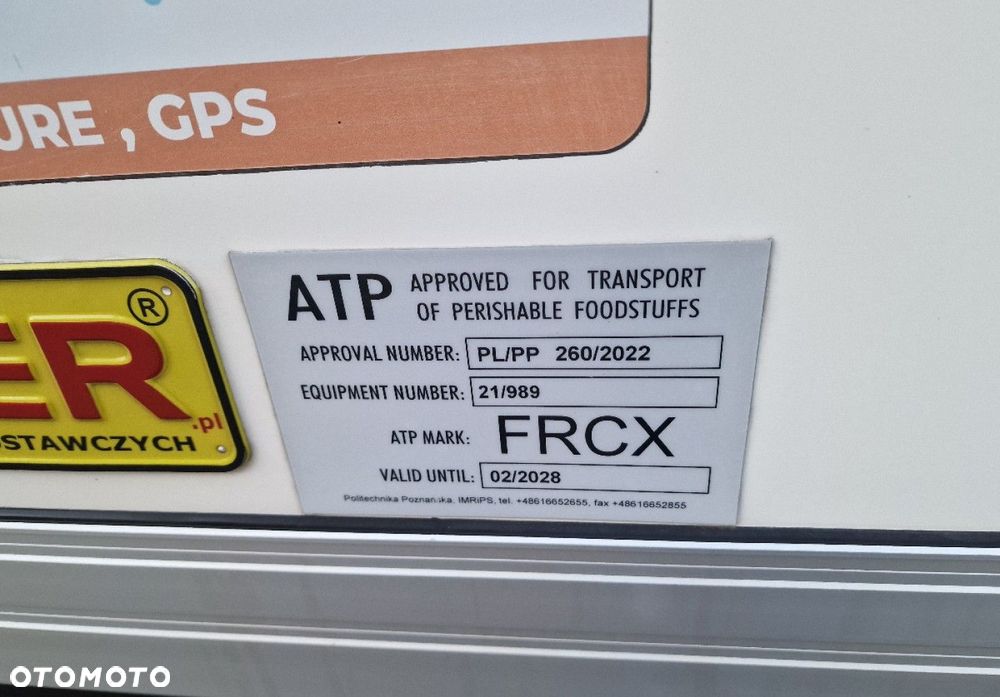 URE , GPS
ER®
.pl
OSTAWCZYCH
ATP APPROVED FOR TRANSPORT
OF PERISHABLE FOODSTUFFS
APPROVAL NUMBER: PL/PP 260/2022
EQUIPMENT NUMBER: 21/989
ATP MARK: FRCX
VALID UNTIL: 02/2028
Politechnika Poznańska, IMRiPS, tel. +48616652655, fax +48616652855
OTOMOTO